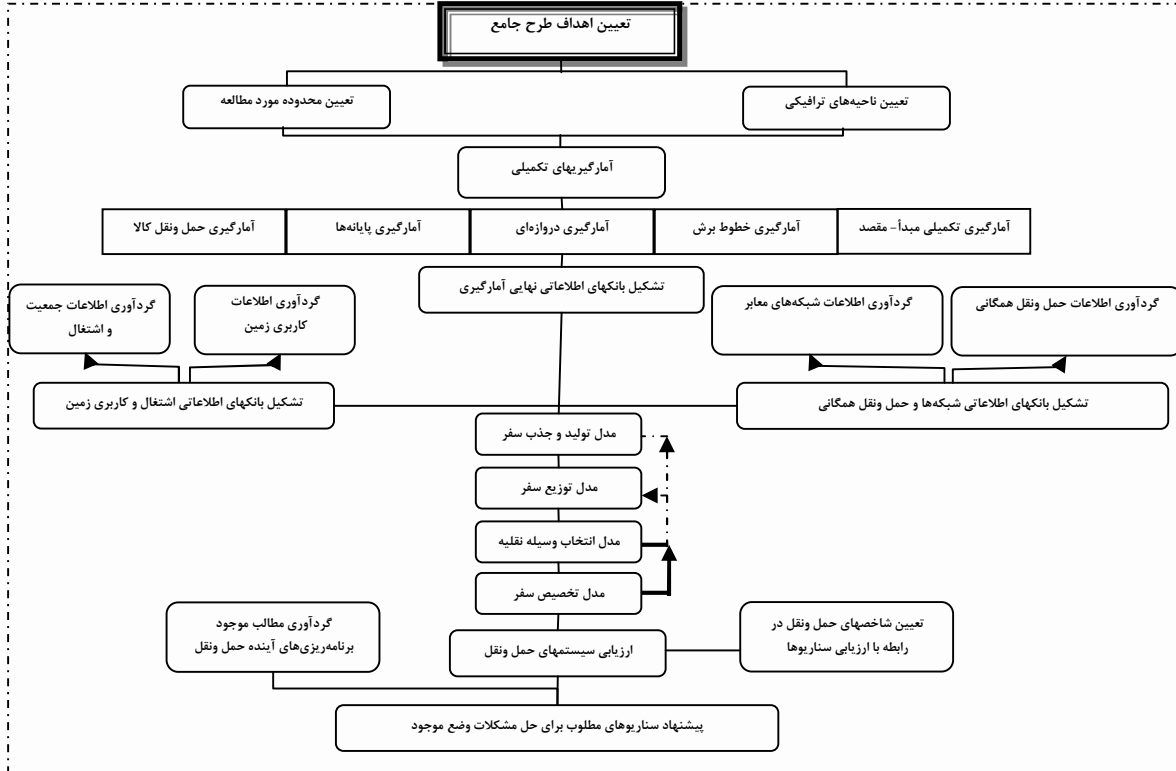 تعیین اهداف طرح جامع
تعیین ناحیه‌های ترافیکی
تعیین محدوده مورد مطالعه
آمارگیریهای تکمیلی
آمارگیری تکمیلی مبدأ - مقصد
آمارگیری خطوط برش
آمارگیری دروازه‌ای
آمارگیری پایانه‌ها
آمارگیری حمل ونقل کالا
تشکیل بانکهای اطلاعاتی نهایی آمارگیری
گردآوری اطلاعات حمل ونقل همگانی
گردآوری اطلاعات شبکه‌های معابر
گردآوری اطلاعات
کاربری زمین
گردآوری اطلاعات جمعیت
و اشتغال
تشکیل بانکهای اطلاعاتی شبکه‌ها و حمل ونقل همگانی
تشکیل بانکهای اطلاعاتی اشتغال و کاربری زمین
مدل تولید و جذب سفر
مدل توزیع سفر
مدل انتخاب وسیله نقلیه
مدل تخصیص سفر
تعیین شاخصهای حمل ونقل در
رابطه با ارزیابی سناریوها
ارزیابی سیستمهای حمل ونقل
گردآوری مطالب موجود
برنامه‌ریزی‌های آینده حمل ونقل
پیشنهاد سناریوهای مطلوب برای حل مشکلات وضع موجود